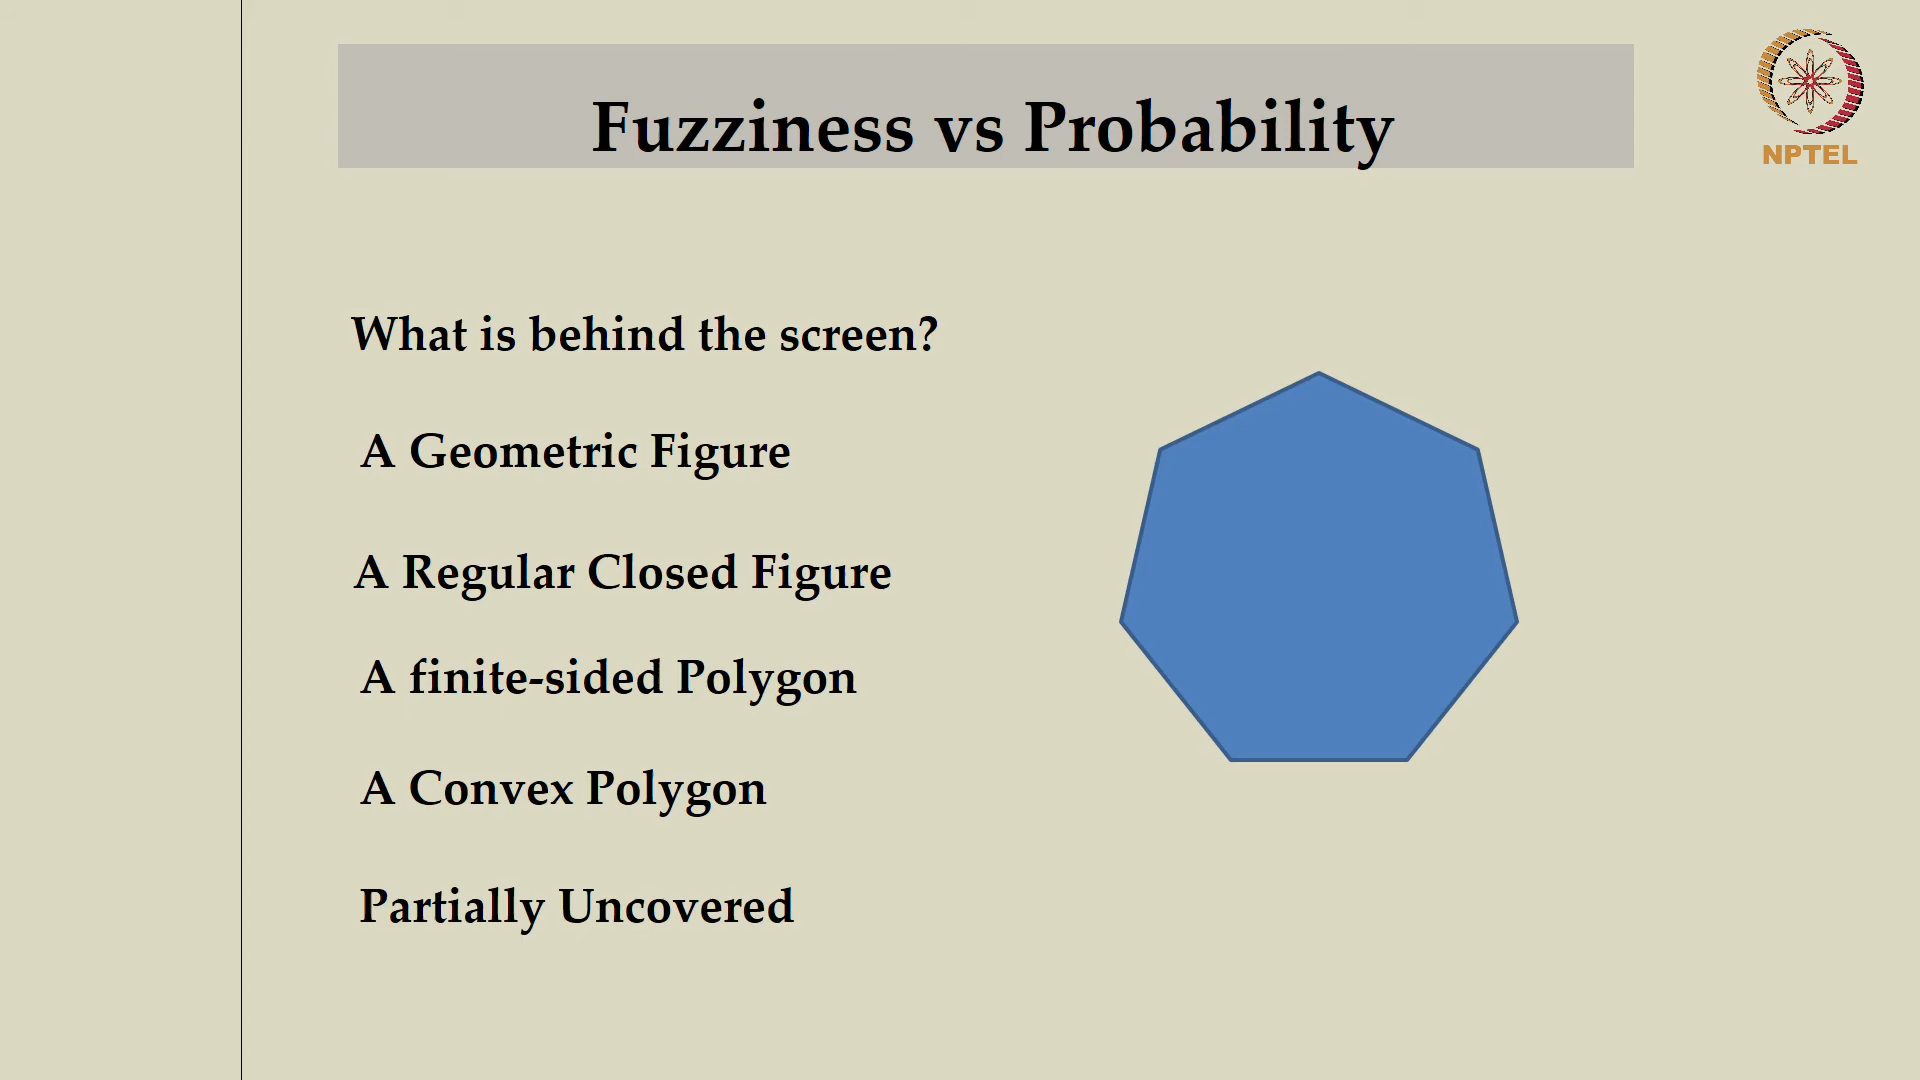 Fuzziness vs Probability
NPTEL
What is behind the screen?
A Geometric Figure
A Regular Closed Figure
A finite-sided Polygon
A Convex Polygon
Partially Uncovered